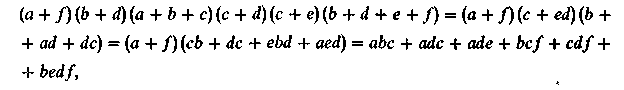 (a + f)(b + d)(a + b + c)(c + d)(c + e)(b + d + e + f) = (a + f)(c + ed)(b +
+ ad + dc) = (a + f)(cb + dc + ebd + aed) = abc + adc + ade + bcf + cdf +
+ bedf,